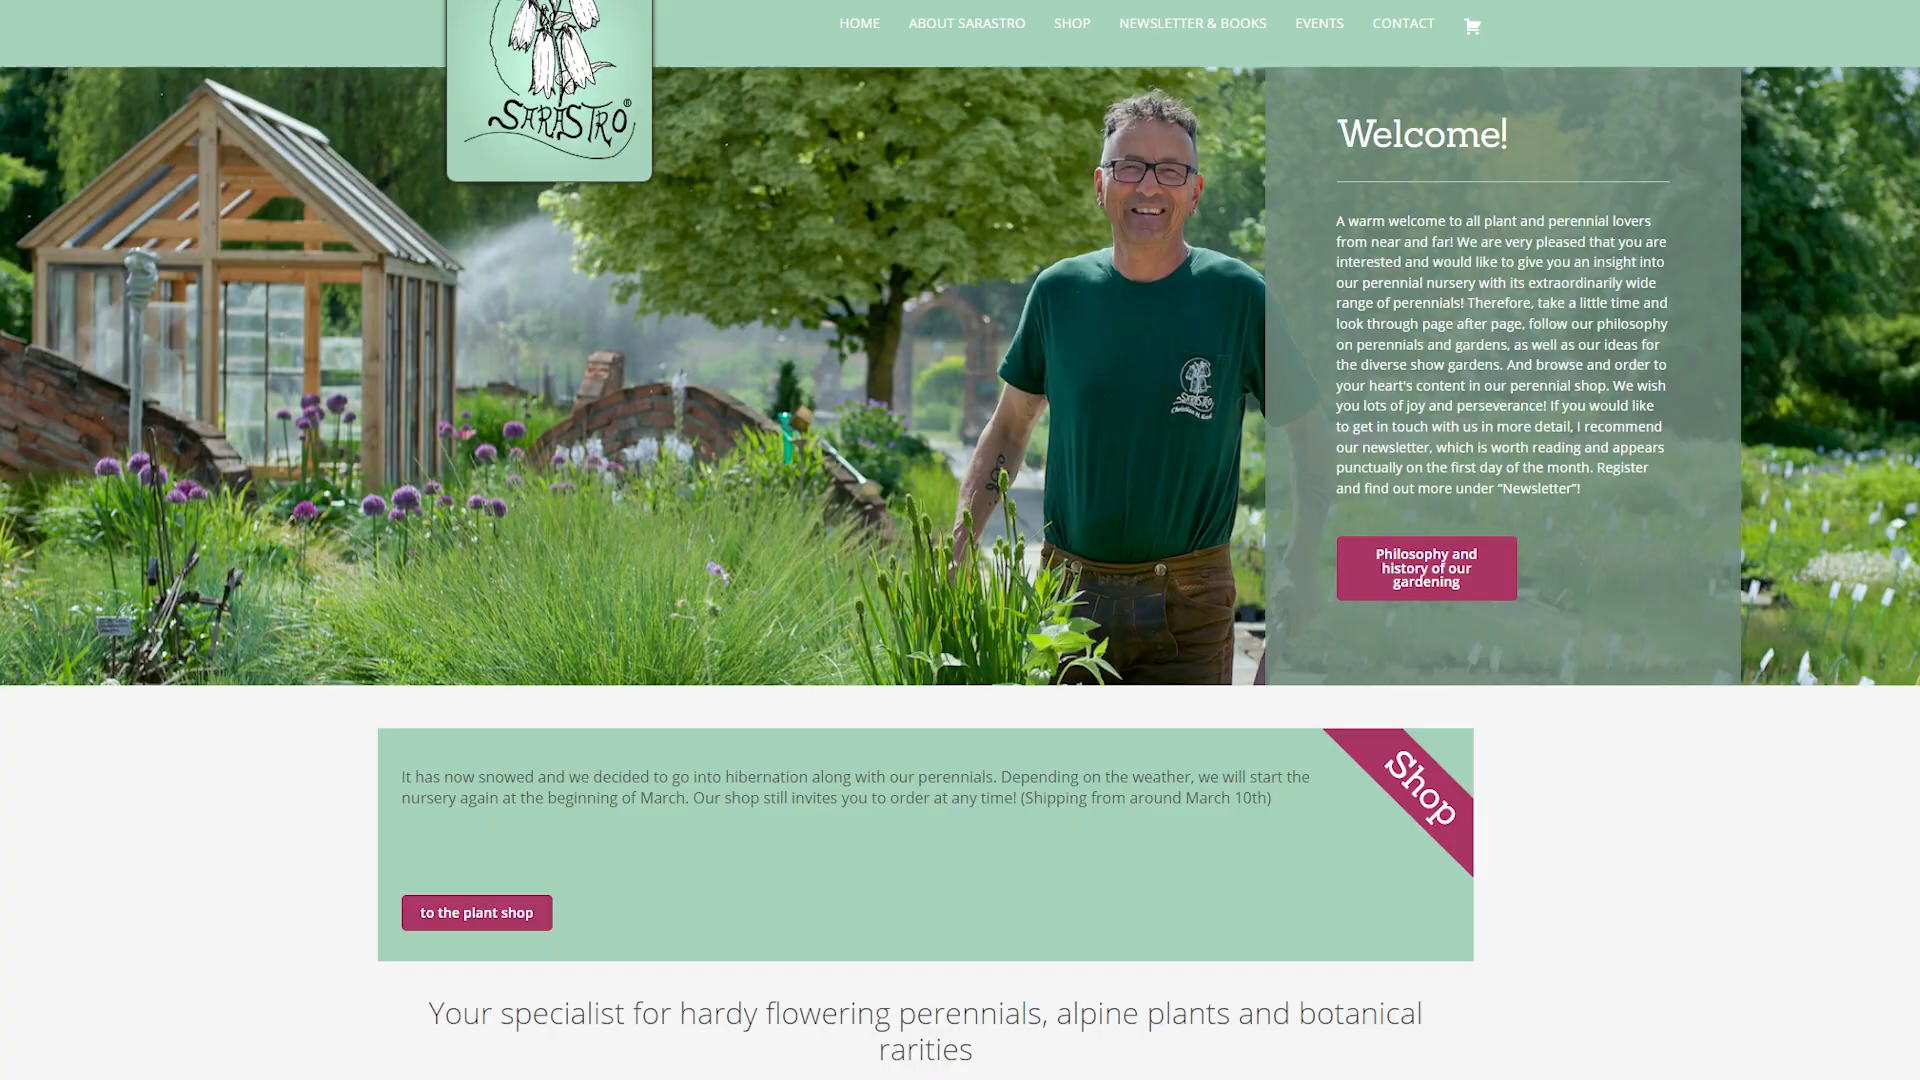 HOME ABOUT SARASTRO SHOP NEWSLETTER & BOOKS EVENTS CONTACT
SARASTRO®
Welcome!
A warm welcome to all plant and perennial lovers
from near and far! We are very pleased that you are
interested and would like to give you an insight into
our perennial nursery with its extraordinarily wide
range of perennials! Therefore, take a little time and
look through page after page, follow our philosophy
on perennials and gardens, as well as our ideas for
the diverse show gardens. And browse and order to
your heart's content in our perennial shop. We wish
you lots of joy and perseverance! If you would like
to get in touch with us in more detail, I recommend
our newsletter, which is worth reading and appears
punctually on the first day of the month. Register
and find out more under “Newsletter”!
Philosophy and
history of our
gardening
SARASTRO
It has now snowed and we decided to go into hibernation along with our perennials. Depending on the weather, we will start the
nursery again at the beginning of March. Our shop still invites you to order at any time! (Shipping from around March 10th)
Shop
to the plant shop
Your specialist for hardy flowering perennials, alpine plants and botanical
rarities